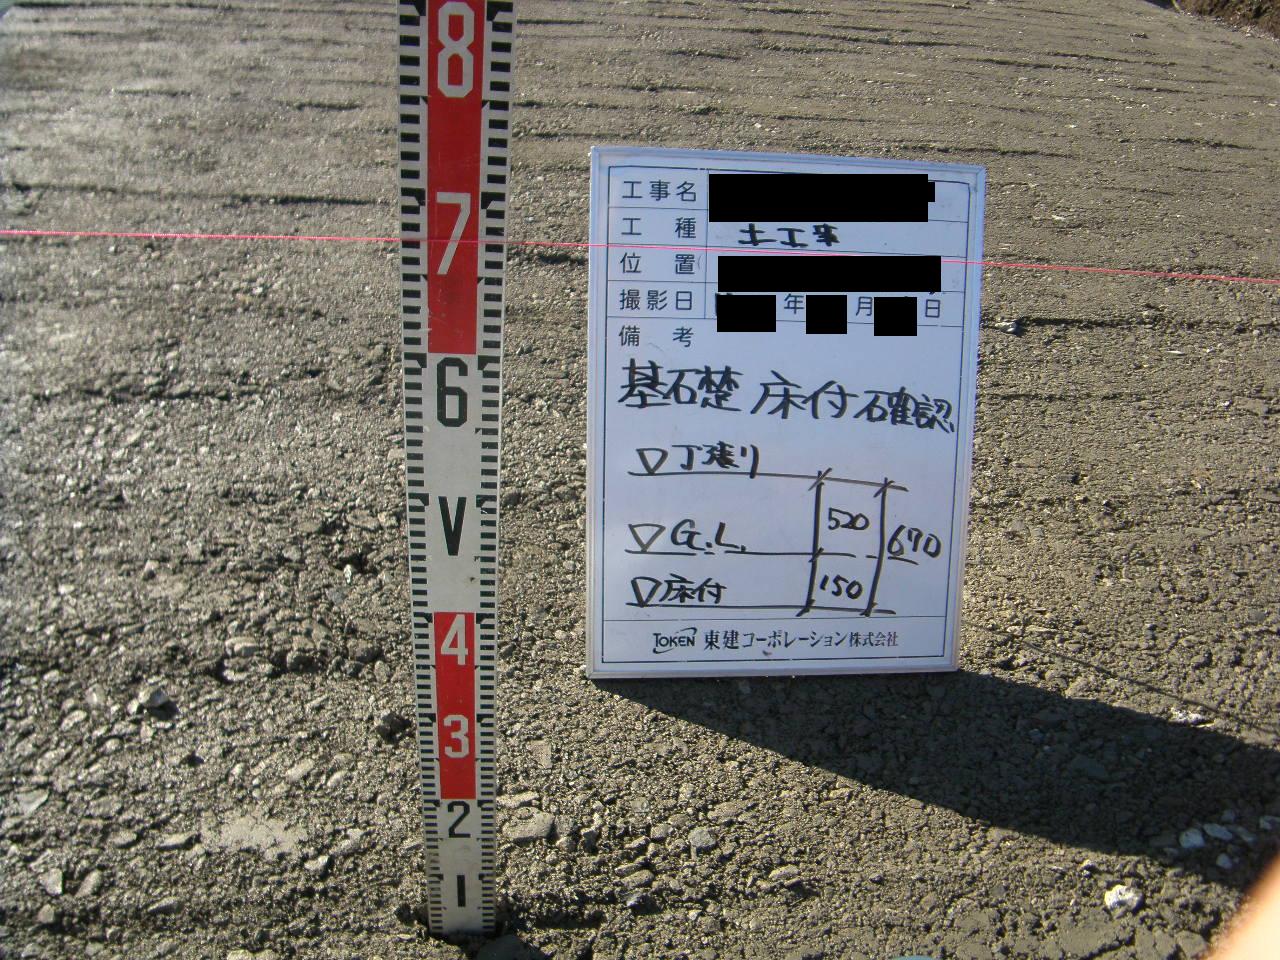 8
7
6
V
4
3
2
1
工事名
工種 土工事
位置
撮影日 年 月 日
備考
基礎 床付確認
▽丁張り
520
670
▽G.L.
150
▽床付
TOKEN 東建コーポレーション株式会社